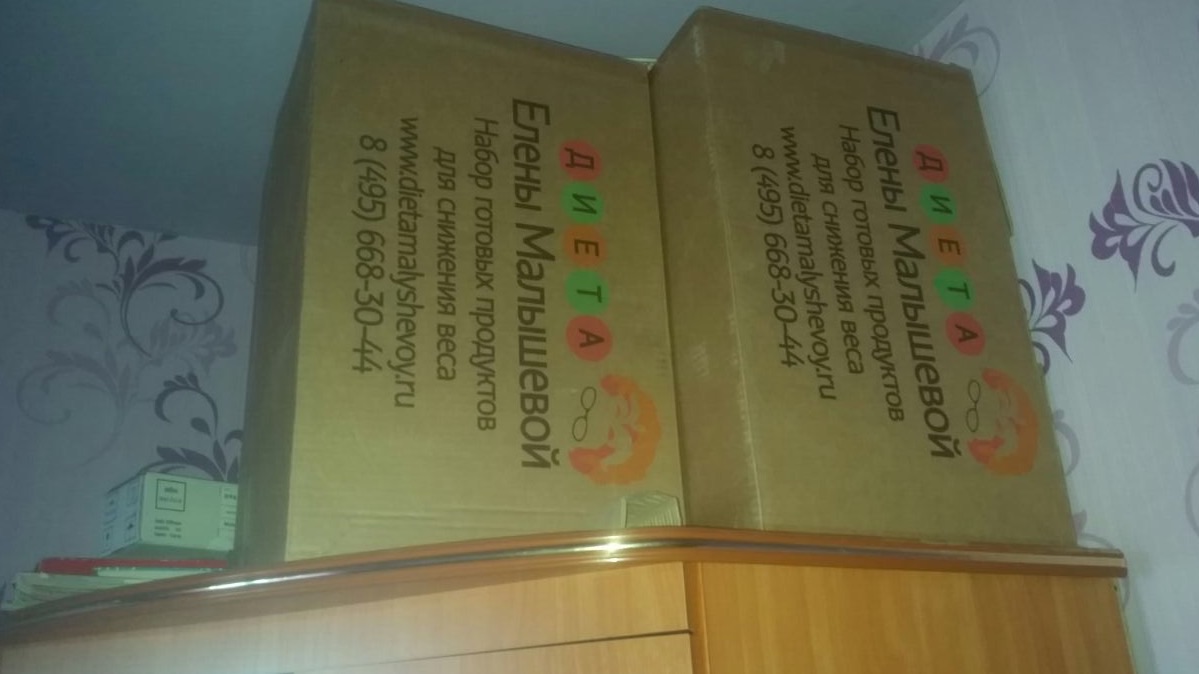 ДИЕТА
Елены Малышевой
Набор готовых продуктов
для снижения веса
www.dietamalyshevoy.ru
8 (495) 668-30-44
ДИЕТА
Елены Малышевой
Набор готовых продуктов
для снижения веса
www.dietamalyshevoy.ru
8 (495) 668-30-44